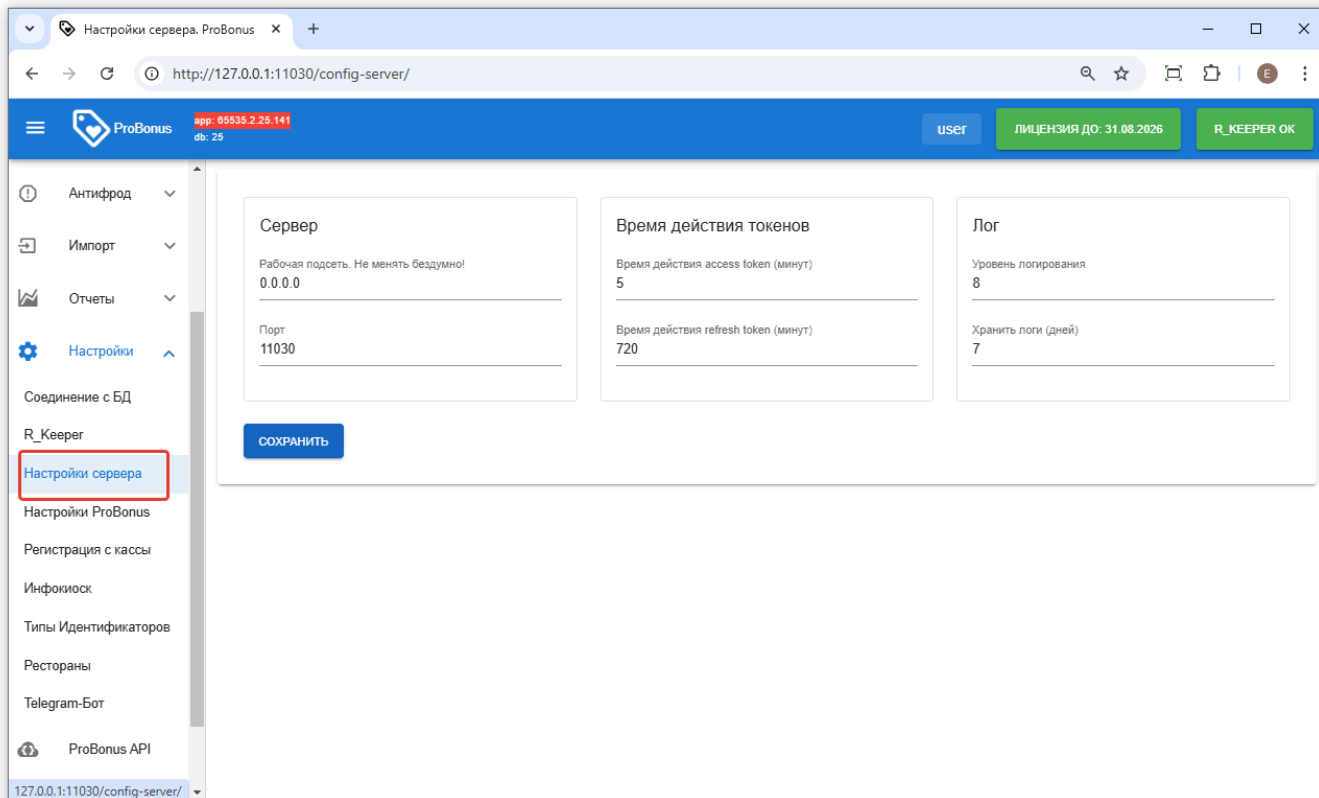 Настройки сервера. ProBonus
http://127.0.0.1:11030/config-server/
E
ProBonus
app: 65535.2.25.141
db: 25
user
ЛИЦЕНЗИЯ ДО: 31.08.2026
R_KEEPER OK
Антифрод
Импорт
Отчеты
Настройки
Соединение с БД
R_Keeper
Настройки сервера
Настройки ProBonus
Регистрация с кассы
Инфокиоск
Типы Идентификаторов
Рестораны
Telegram-Бот
ProBonus API
127.0.0.1:11030/config-server/
Сервер
Рабочая подсеть. Не менять бездумно!
0.0.0.0
Порт
11030
Время действия токенов
Время действия access token (минут)
5
Время действия refresh token (минут)
720
Лог
Уровень логирования
8
Хранить логи (дней)
7
СОХРАНИТЬ